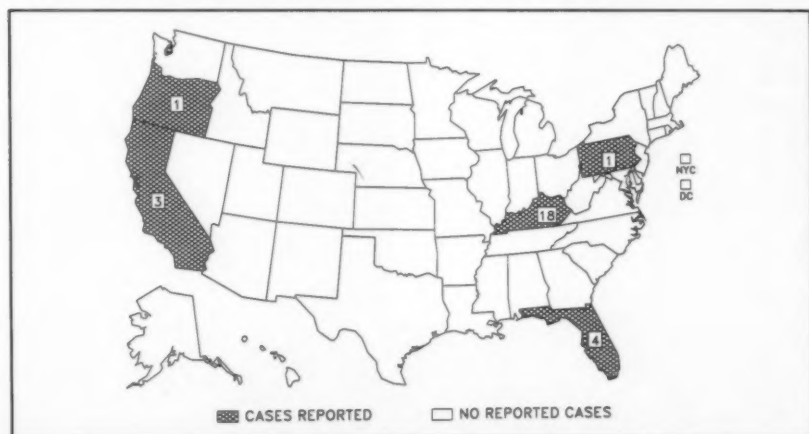 1
1
NYC
DC
18
3
4
CASES REPORTED
NO REPORTED CASES